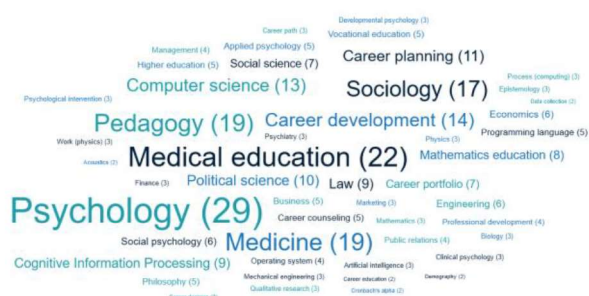 Developmental psychology (3)
Career path (3)
Vocational education (5)
Management (4)
Applied psychology (5)
Career planning (11)
Higher education (5)
Social science (7)
Computer science (13)
Sociology (17)
Process (computing) (3)
Epistemology (3)
Data collection (2)
Psychological intervention (3)
Pedagogy (19)
Career development (14)
Economics (6)
Programming language (5)
Work (physics) (3)
Psychiatry (3)
Physics (3)
Acoustics (2)
Medical education (22)
Mathematics education (8)
Finance (3)
Political science (10)
Law (9)
Career portfolio (7)
Psychology (29)
Business (5)
Marketing (3)
Engineering (6)
Career counseling (5)
Mathematics (3)
Professional development (4)
Social psychology (6)
Medicine (19)
Public relations (4)
Biology (3)
Cognitive Information Processing (9)
Operating system (4)
Artificial intelligence (3)
Clinical psychology (3)
Philosophy (5)
Mechanical engineering (3)
Career education (2)
Demography (2)
Qualitative research (3)
Cronbach's alpha (2)